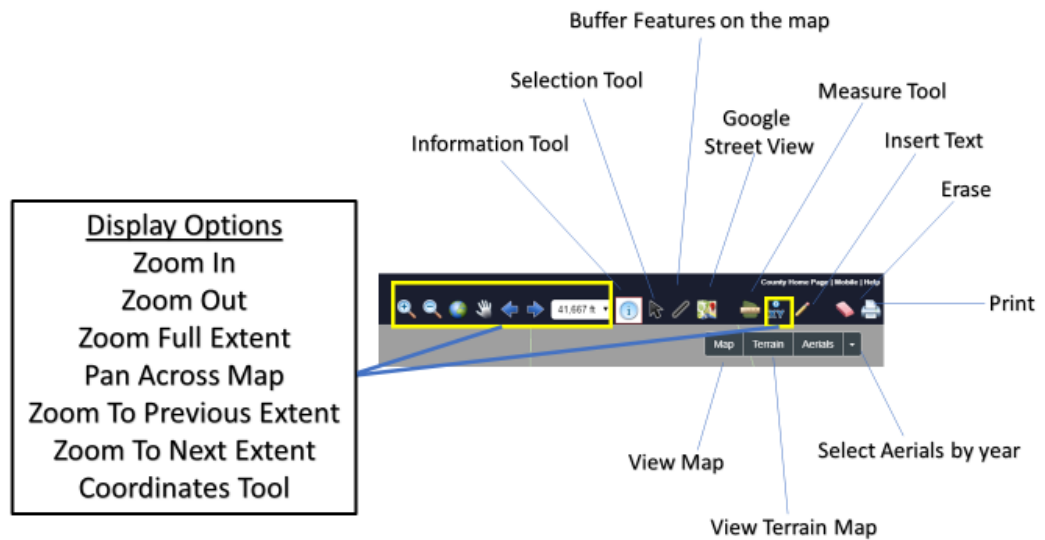 Buffer Features on the map
Selection Tool
Measure Tool
Google
Street View
Information Tool
Insert Text
Erase
Display Options
Zoom In
Zoom Out
Zoom Full Extent
Pan Across Map
Zoom To Previous Extent
Zoom To Next Extent
Coordinates Tool
County Home Page | Mobile | Help
41,667 ft
XY
Print
Map Terrain Aerials
View Map
Select Aerials by year
View Terrain Map